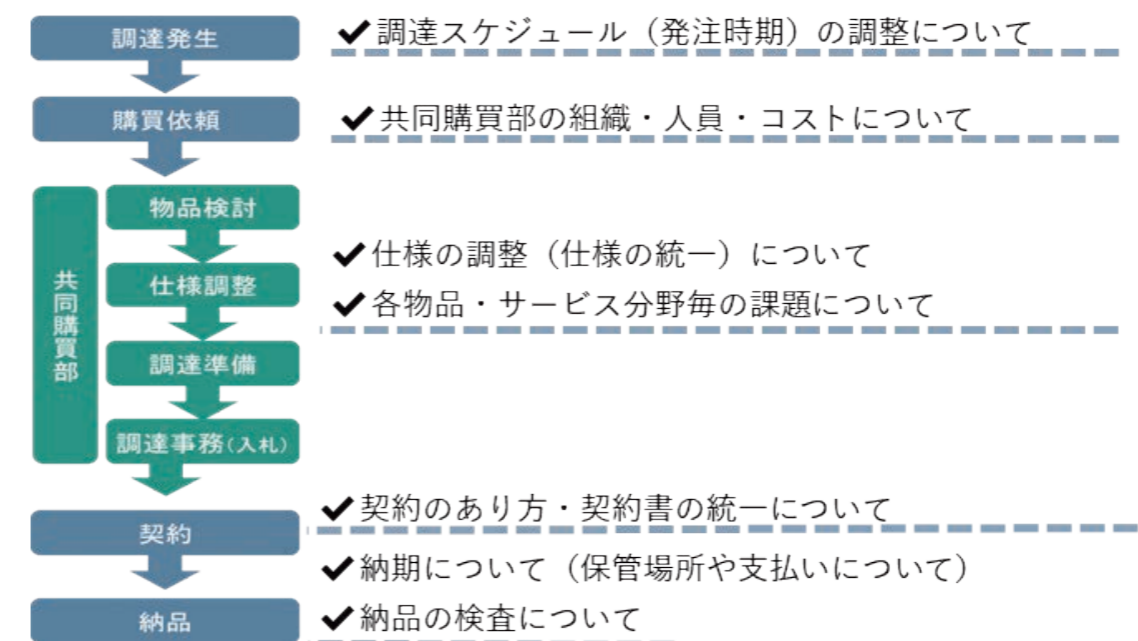 調達発生
✔調達スケジュール（発注時期）の調整について
購買依頼
✔共同購買部の組織・人員・コストについて
共同購買部
物品検討
仕様調整
✔仕様の調整（仕様の統一）について
✔各物品・サービス分野毎の課題について
調達準備
調達事務(入札)
契約
✔契約のあり方・契約書の統一について
✔納期について（保管場所や支払いについて）
納品
✔納品の検査について